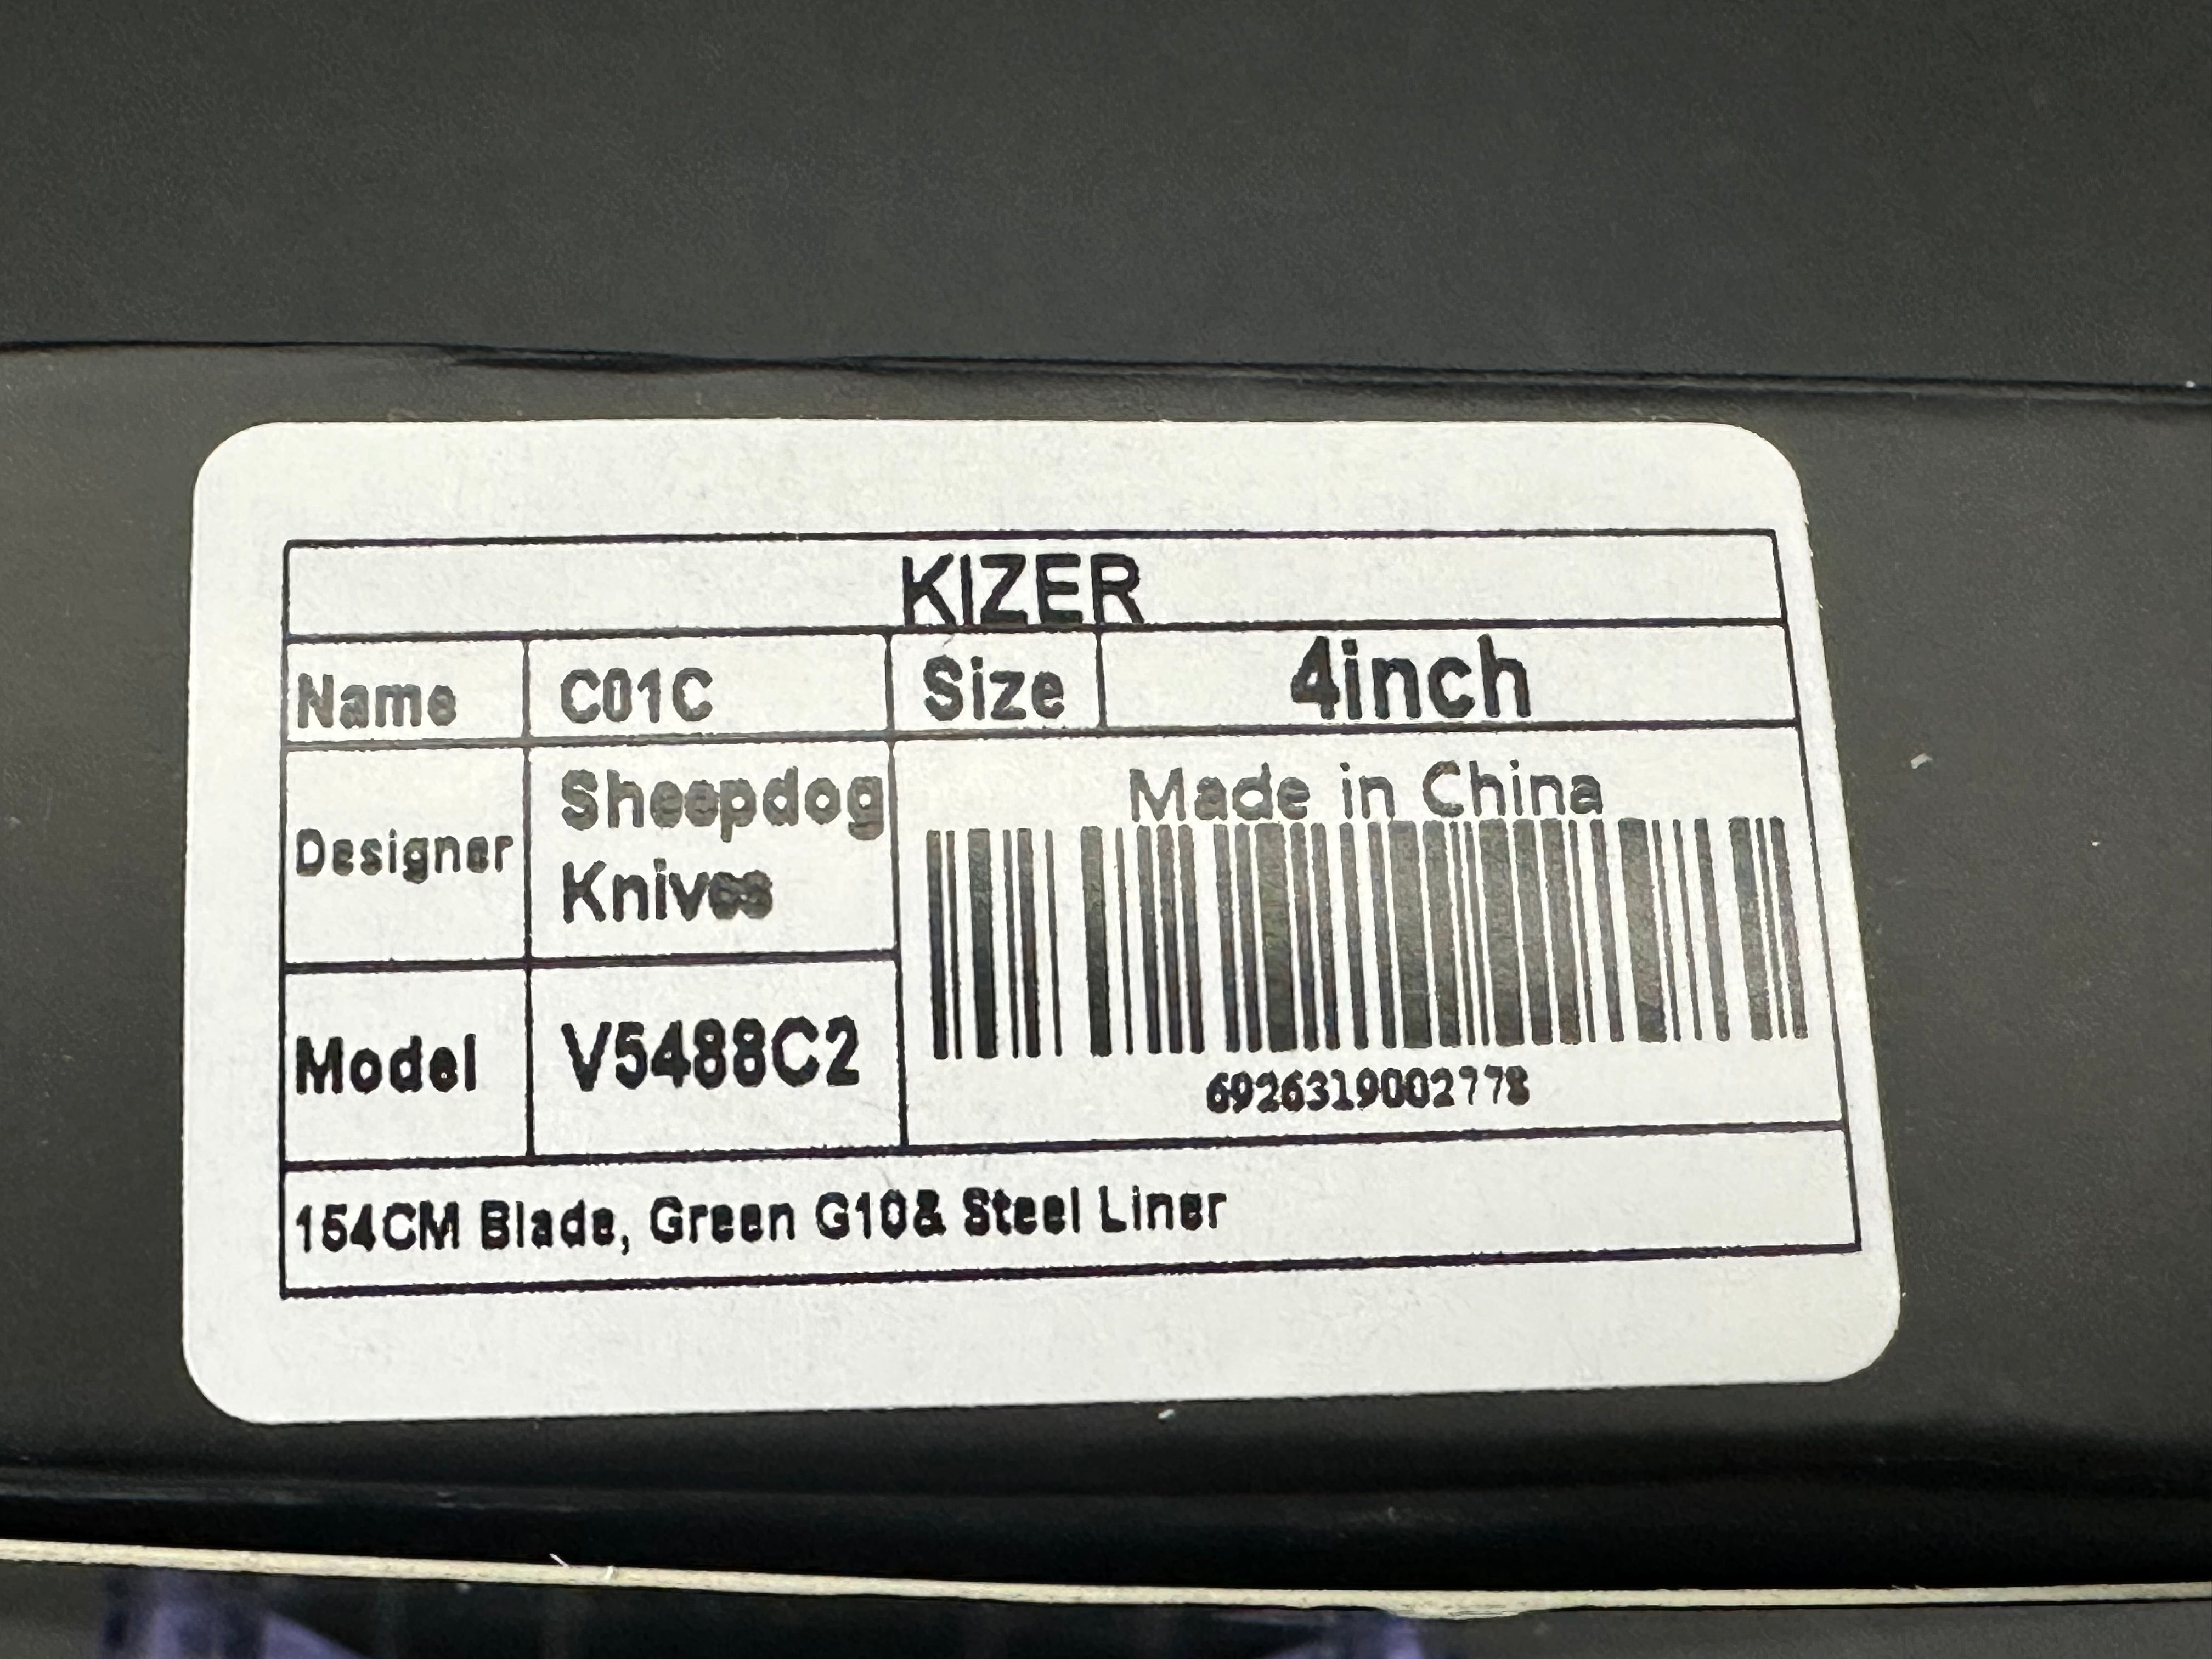 KIZER
Name C01C Size 4inch
Designer Sheepdog Knives
Made in China
6926319002778
Model V5488C2
154CM Blade, Green G10& Steel Liner